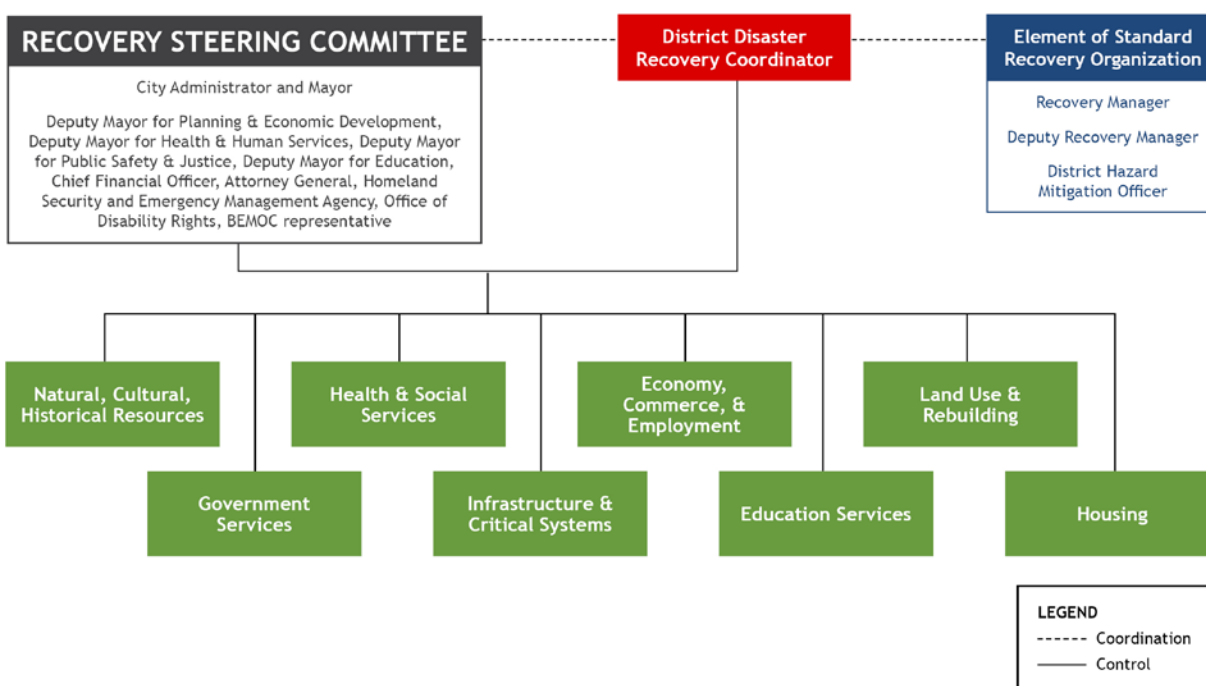 RECOVERY STEERING COMMITTEE
City Administrator and Mayor
Deputy Mayor for Planning & Economic Development,
Deputy Mayor for Health & Human Services, Deputy Mayor
for Public Safety & Justice, Deputy Mayor for Education,
Chief Financial Officer, Attorney General, Homeland
Security and Emergency Management Agency, Office of
Disability Rights, BEMOC representative
District Disaster
Recovery Coordinator
Element of Standard
Recovery Organization
Recovery Manager
Deputy Recovery Manager
District Hazard
Mitigation Officer
Natural, Cultural,
Historical Resources
Health & Social
Services
Economy,
Commerce, &
Employment
Land Use &
Rebuilding
Government
Services
Infrastructure &
Critical Systems
Education Services
Housing
LEGEND
Coordination
Control